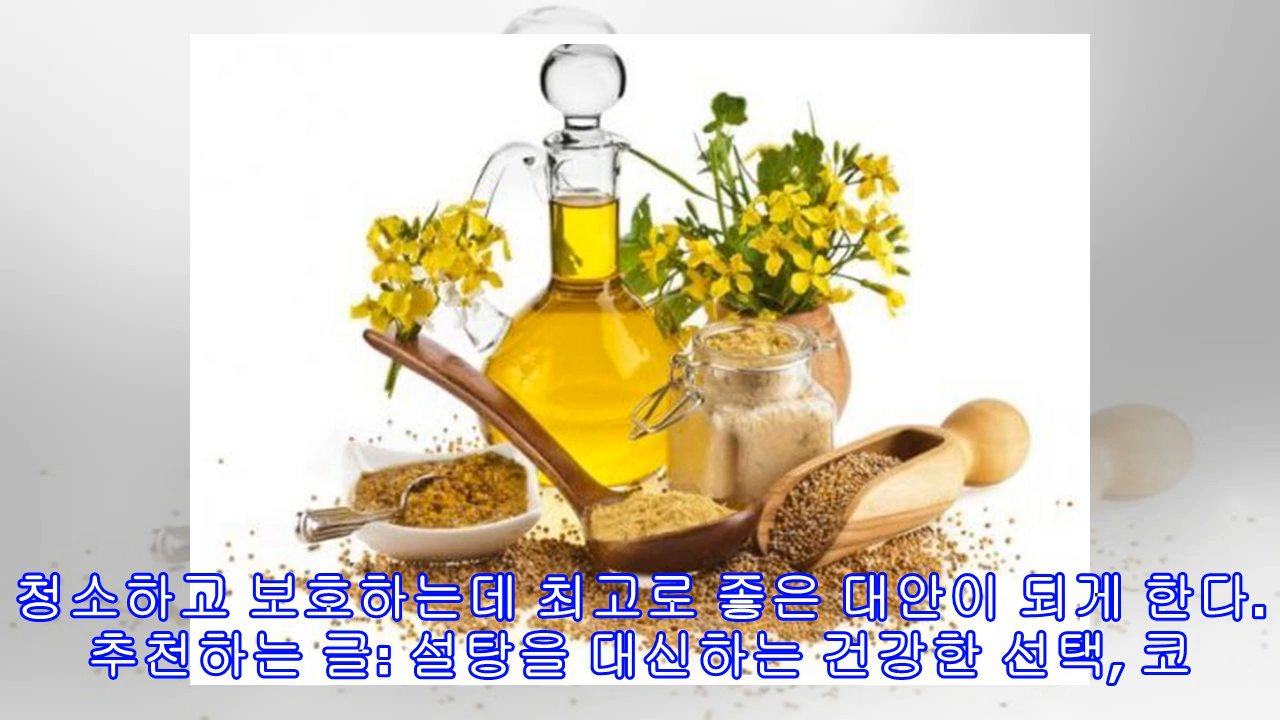 청소하고 보호하는데 최고로 좋은 대안이 되게 한다.
추천하는 글: 설탕을 대신하는 건강한 선택, 코